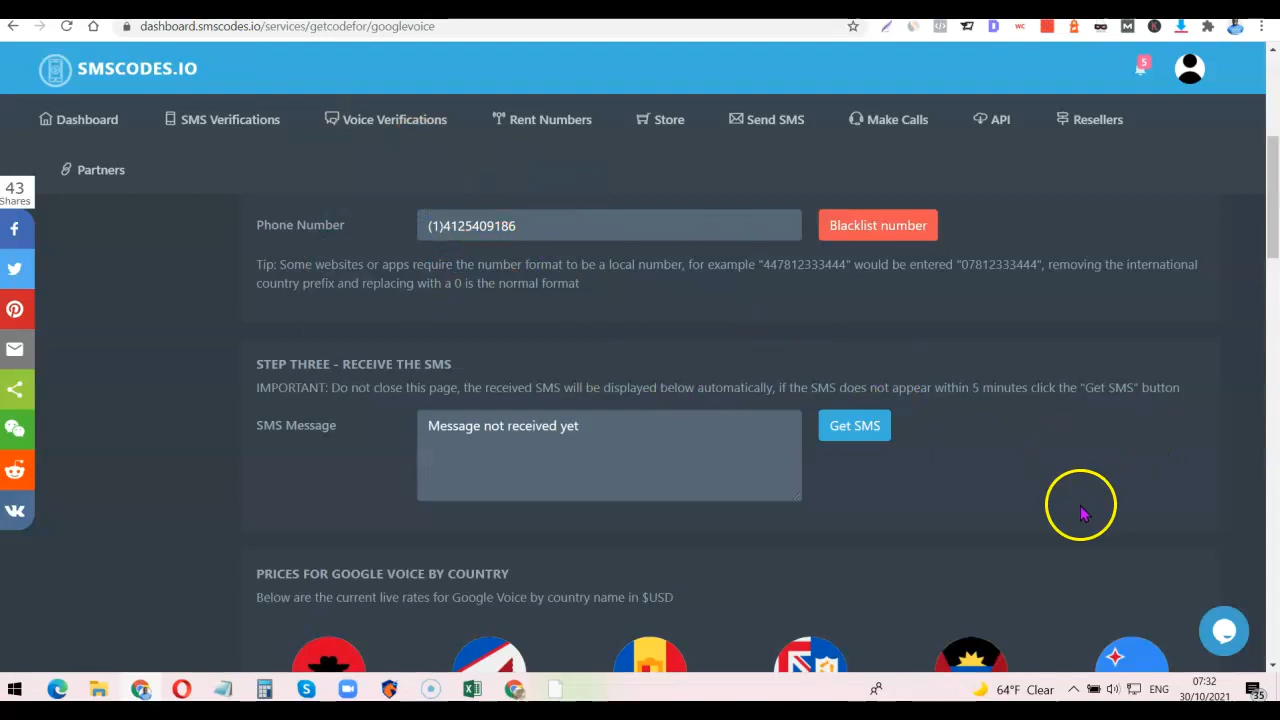 dashboard.smscodes.io/services/getcodefor/googlevoice
SMSCODES.IO
5
Dashboard
SMS Verifications
Voice Verifications
Rent Numbers
Store
Send SMS
Make Calls
API
Resellers
Partners
43
Shares
Phone Number
(1)4125409186
Blacklist number
Tip: Some websites or apps require the number format to be a local number, for example "447812333444" would be entered "07812333444", removing the international
country prefix and replacing with a 0 is the normal format
STEP THREE - RECEIVE THE SMS
IMPORTANT: Do not close this page, the received SMS will be displayed below automatically, if the SMS does not appear within 5 minutes click the "Get SMS" button
SMS Message
Message not received yet
Get SMS
PRICES FOR GOOGLE VOICE BY COUNTRY
Below are the current live rates for Google Voice by country name in $USD
64°F Clear
ENG
07:32
30/10/2021
35